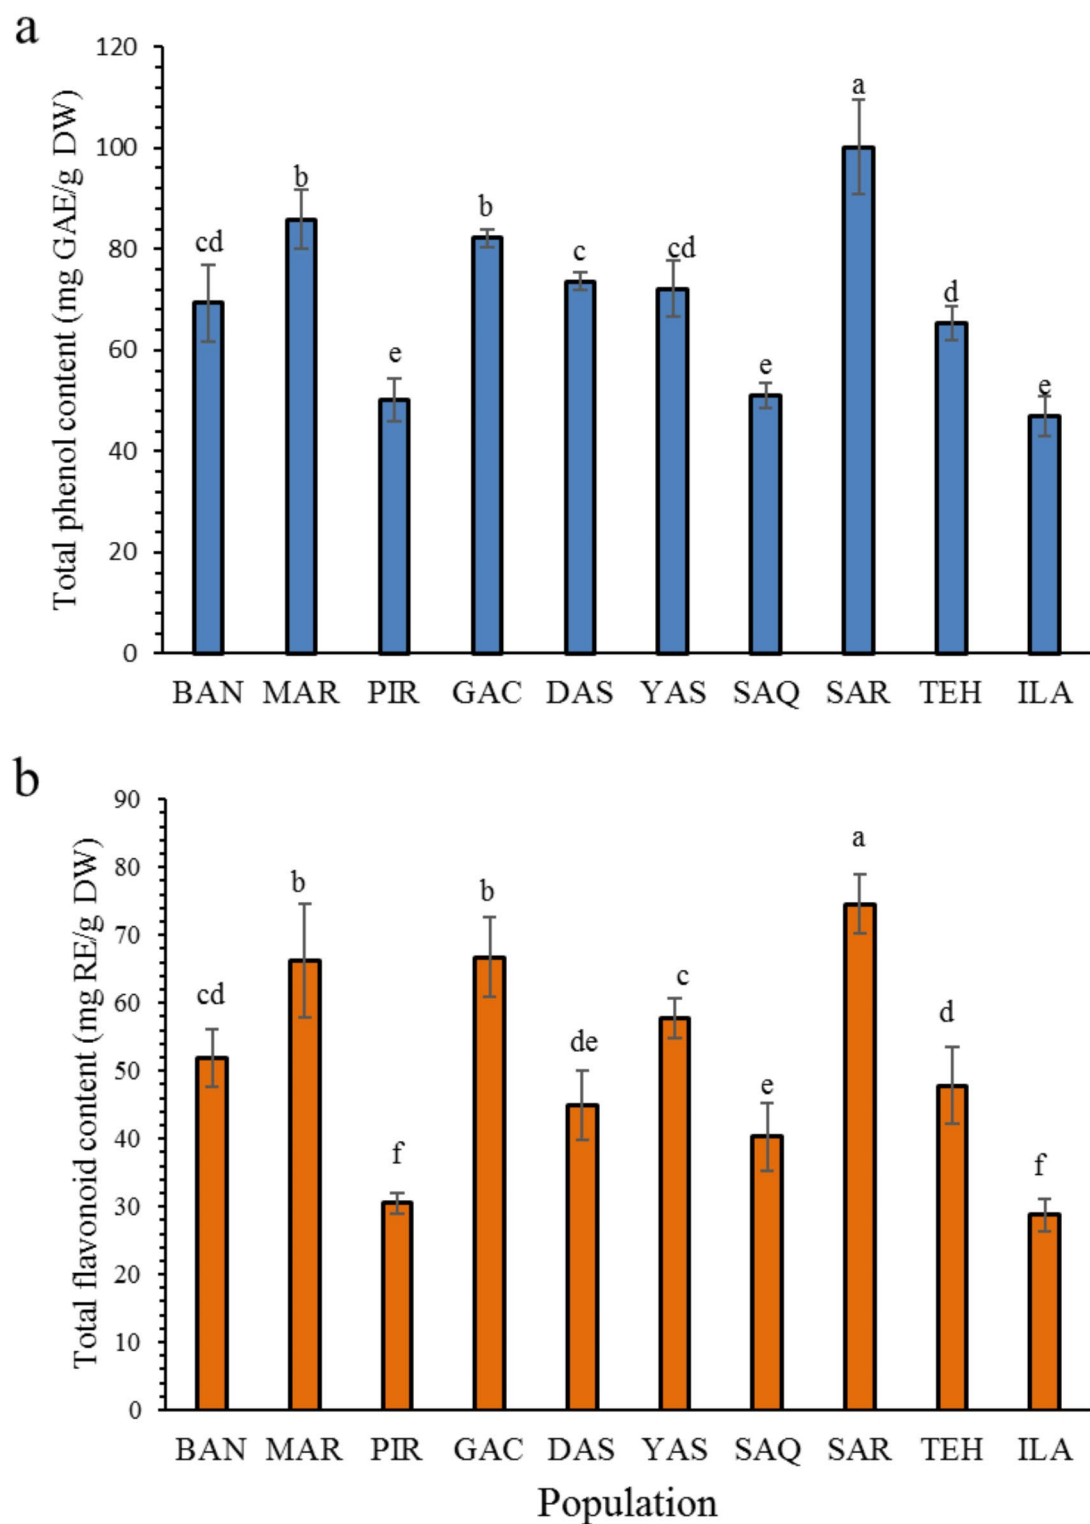 a
Total phenol content (mg GAE/g DW)
120
100
80
60
40
20
0
cd
b
e
b
c
cd
e
a
d
e
BAN MAR PIR GAC DAS YAS SAQ SAR TEH ILA
b
Total flavonoid content (mg RE/g DW)
90
80
70
60
50
40
30
20
10
0
cd
b
f
b
de
c
e
a
d
f
BAN MAR PIR GAC DAS YAS SAQ SAR TEH ILA
Population